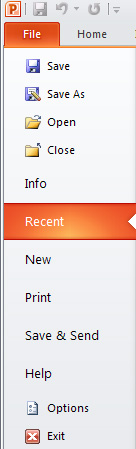 P
File Home
Save
Save As
Open
Close
Info
Recent
New
Print
Save & Send
Help
Options
Exit